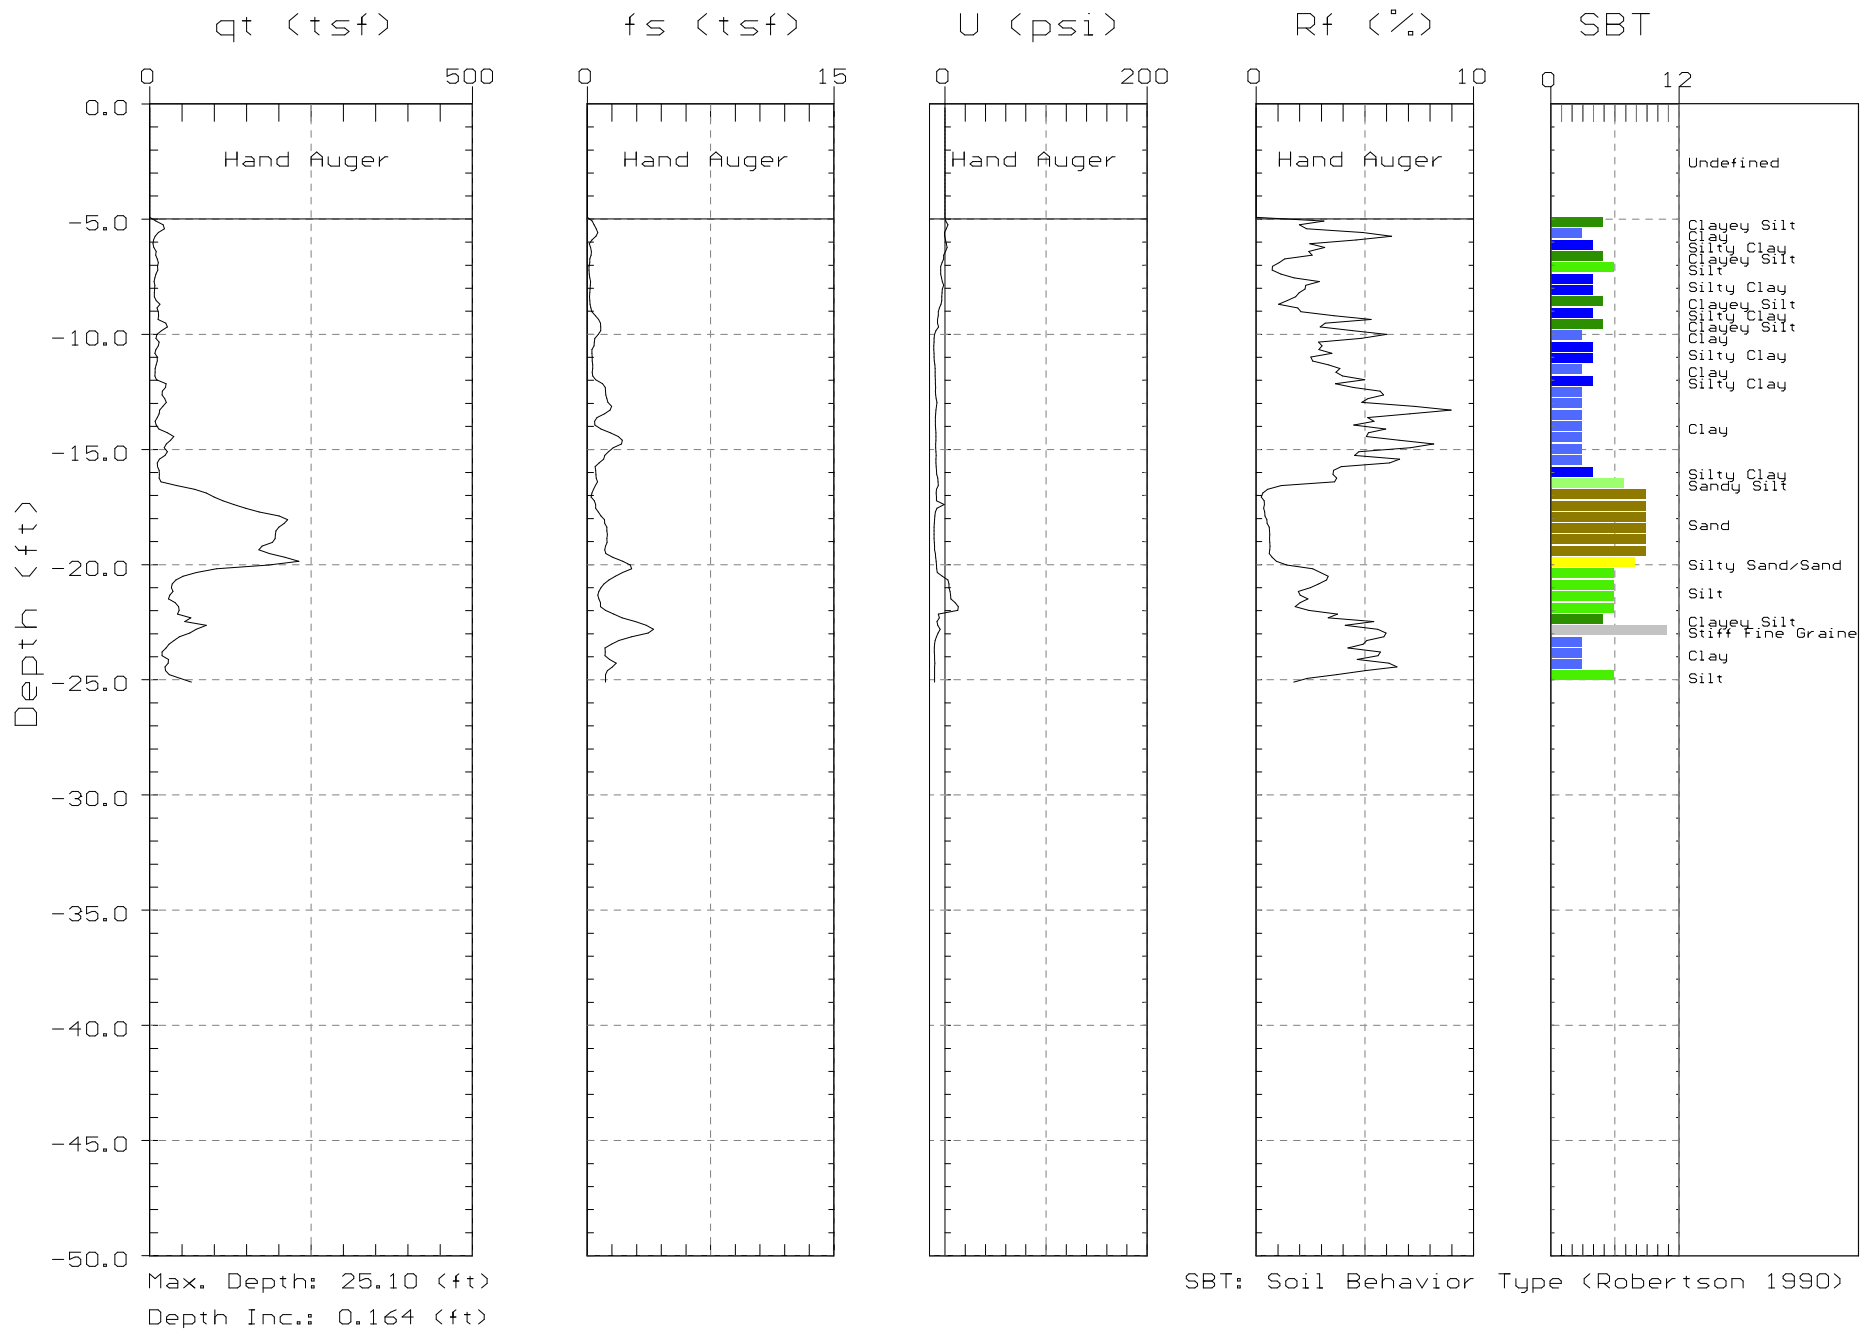 qt (tsf) fs (tsf) U (psi) Rf (%) SBT
0 500 0 15 0 200 0 10 0 12
0.0
Hand Auger Hand Auger Hand Auger Hand Auger Undefined
-5.0
Clayey Silt
Clay
Silty Clay
Clayey Silt
Silt
Silty Clay
Clayey Silt
Silty Clay
Clayey Silt
-10.0
Clay
Silty Clay
Clay
Silty Clay
Clay
-15.0
Silty Clay
Sandy Silt
Sand
-20.0 Silty Sand/Sand
Silt
Clayey Silt
Stiff Fine Graine
Clay
-25.0 Silt
-30.0
-35.0
-40.0
-45.0
-50.0
Depth (ft)
Max. Depth: 25.10 (ft) SBT: Soil Behavior Type (Robertson 1990)
Depth Inc.: 0.164 (ft)